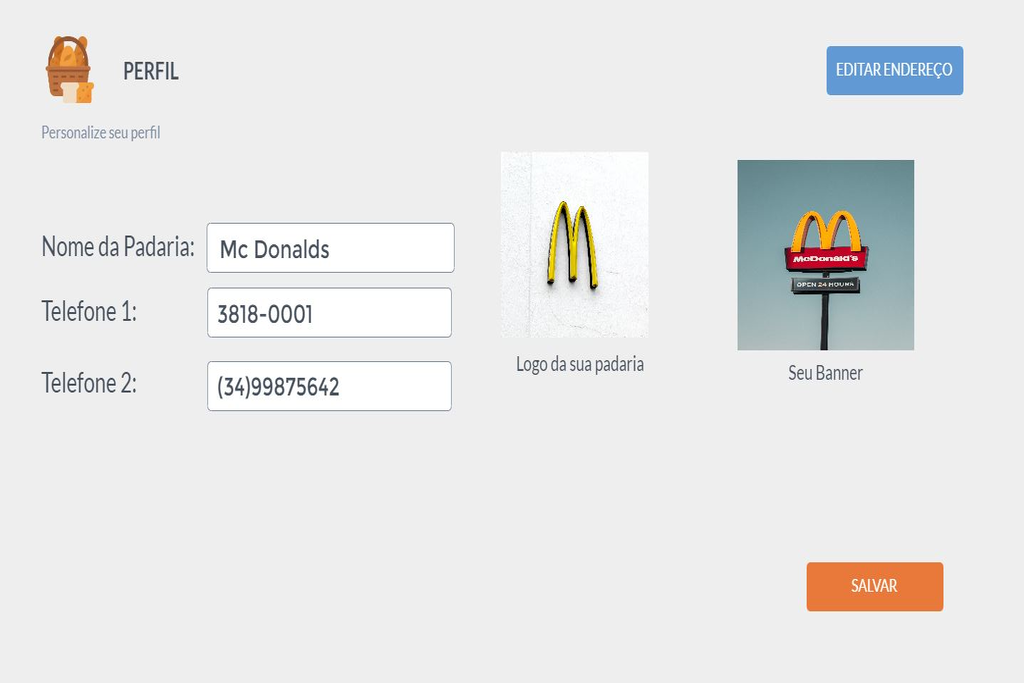 PERFIL
EDITAR ENDEREÇO
Personalize seu perfil
Nome da Padaria:
Mc Donalds
Telefone 1:
3818-0001
Telefone 2:
(34)99875642
McDonald's
OPEN 24 HOURS
Logo da sua padaria
Seu Banner
SALVAR